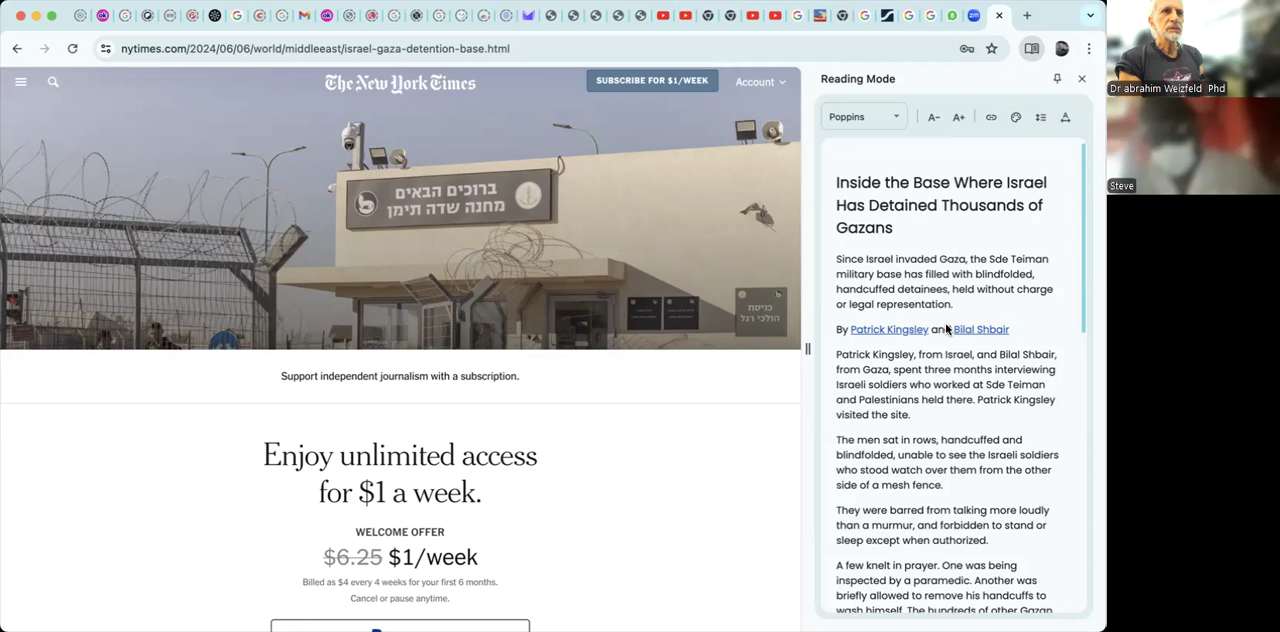 nytimes.com/2024/06/06/world/middleeast/israel-gaza-detention-base.html
The New York Times
SUBSCRIBE FOR $1/WEEK
Account
ברוכים הבאים
מחנה שדה תימן
כניסת
הולכי רגל
Support independent journalism with a subscription.
Enjoy unlimited access
for $1 a week.
WELCOME OFFER
$6.25 $1/week
Billed as $4 every 4 weeks for your first 6 months.
Cancel or pause anytime.
Reading Mode
Poppins
A- A+
Inside the Base Where Israel
Has Detained Thousands of
Gazans
Since Israel invaded Gaza, the Sde Teiman
military base has filled with blindfolded,
handcuffed detainees, held without charge
or legal representation.
By Patrick Kingsley and Bilal Shbair
Patrick Kingsley, from Israel, and Bilal Shbair,
from Gaza, spent three months interviewing
Israeli soldiers who worked at Sde Teiman
and Palestinians held there. Patrick Kingsley
visited the site.
The men sat in rows, handcuffed and
blindfolded, unable to see the Israeli soldiers
who stood watch over them from the other
side of a mesh fence.
They were barred from talking more loudly
than a murmur, and forbidden to stand or
sleep except when authorized.
A few knelt in prayer. One was being
inspected by a paramedic. Another was
briefly allowed to remove his handcuffs to
wash himself. The hundreds of other Gazan
Dr abrahim Weizfeld Phd
Steve